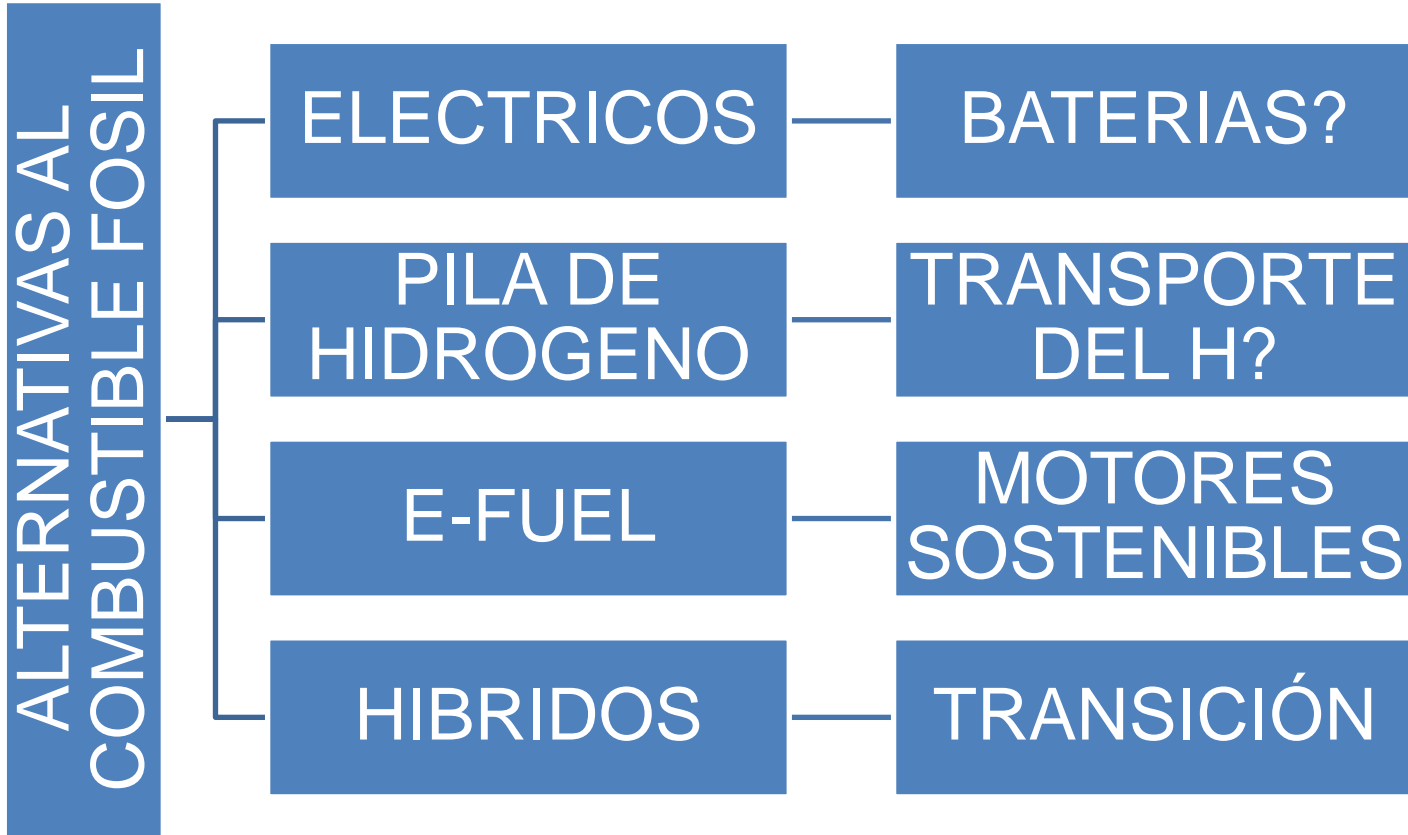 ALTERNATIVAS AL
COMBUSTIBLE FOSIL
ELECTRICOS
BATERIAS?
PILA DE
HIDROGENO
TRANSPORTE
DEL H?
E-FUEL
MOTORES
SOSTENIBLES
HIBRIDOS
TRANSICIÓN